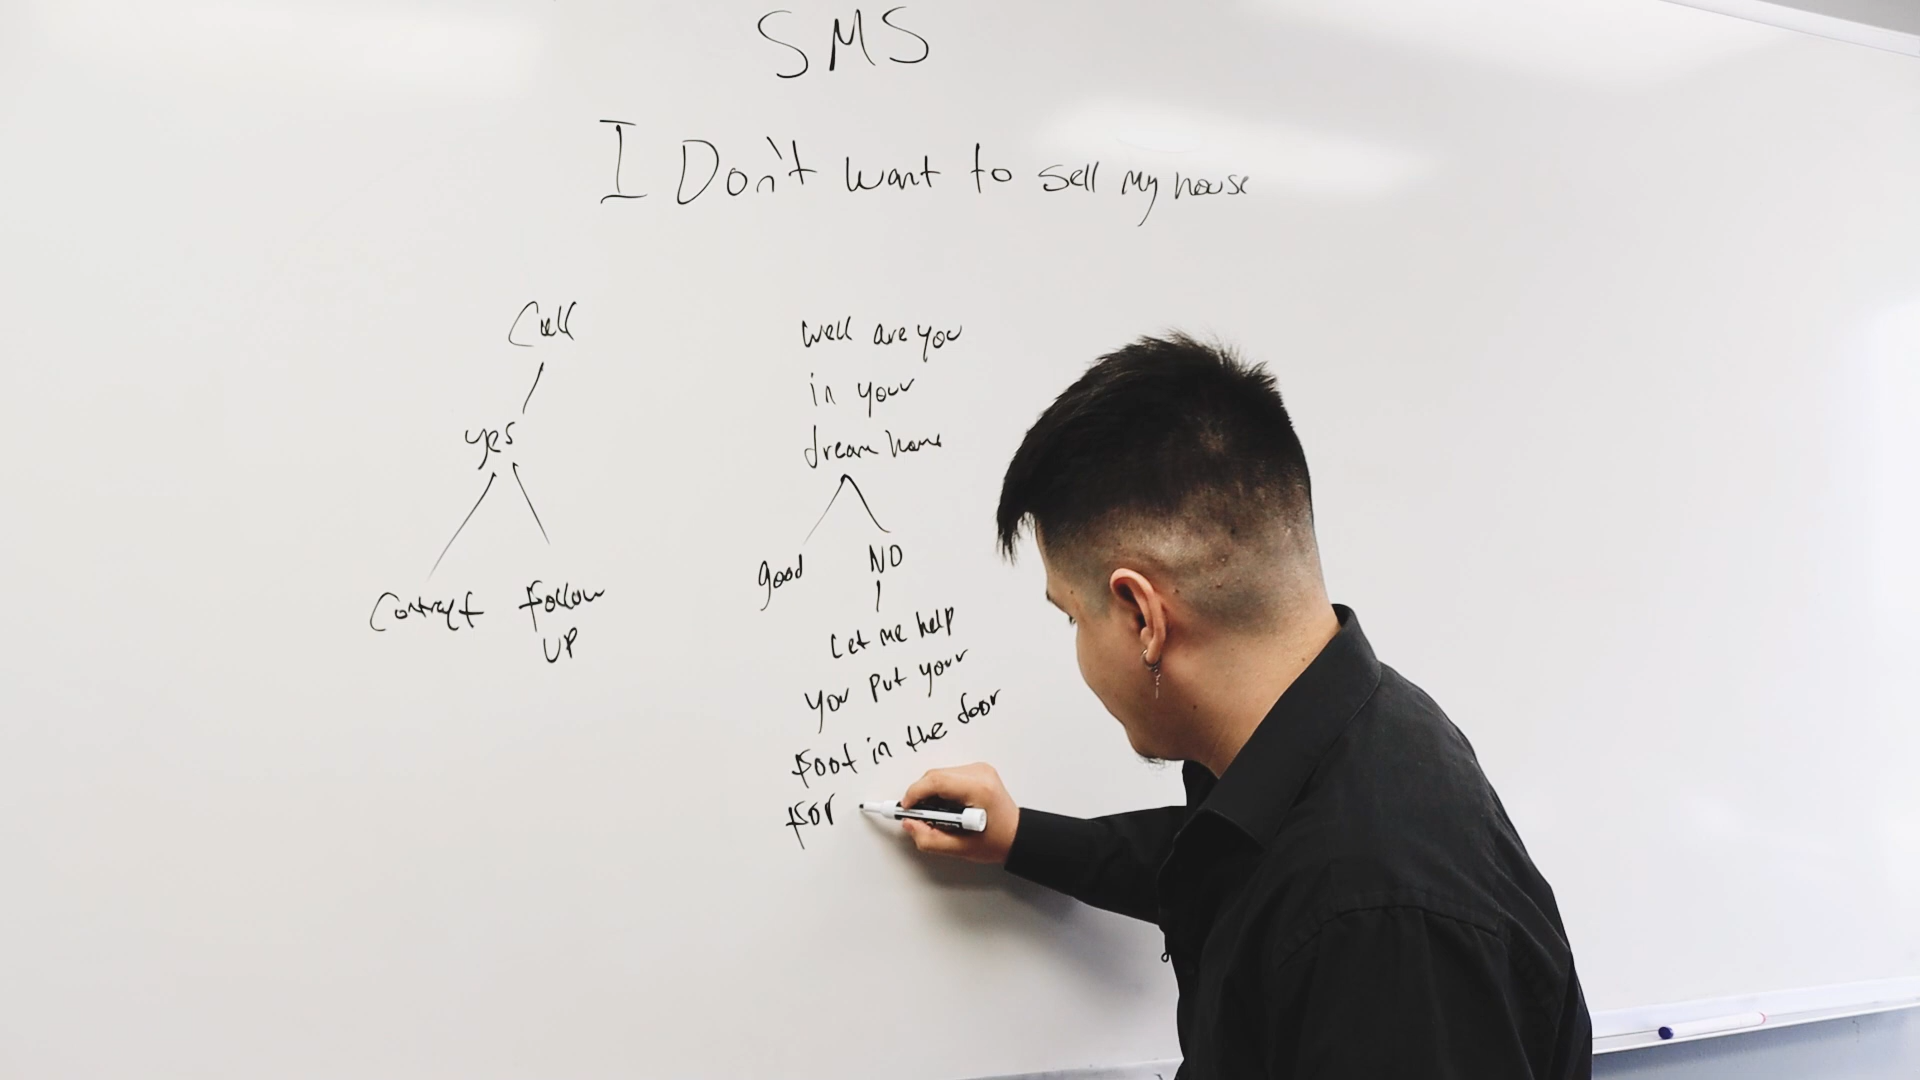 SMS
I Don't want to sell my house
Call
yes
Contract
Follow
UP
Well are you
in your
dream home
good
NO
Let me help
you put your
foot in the door
for